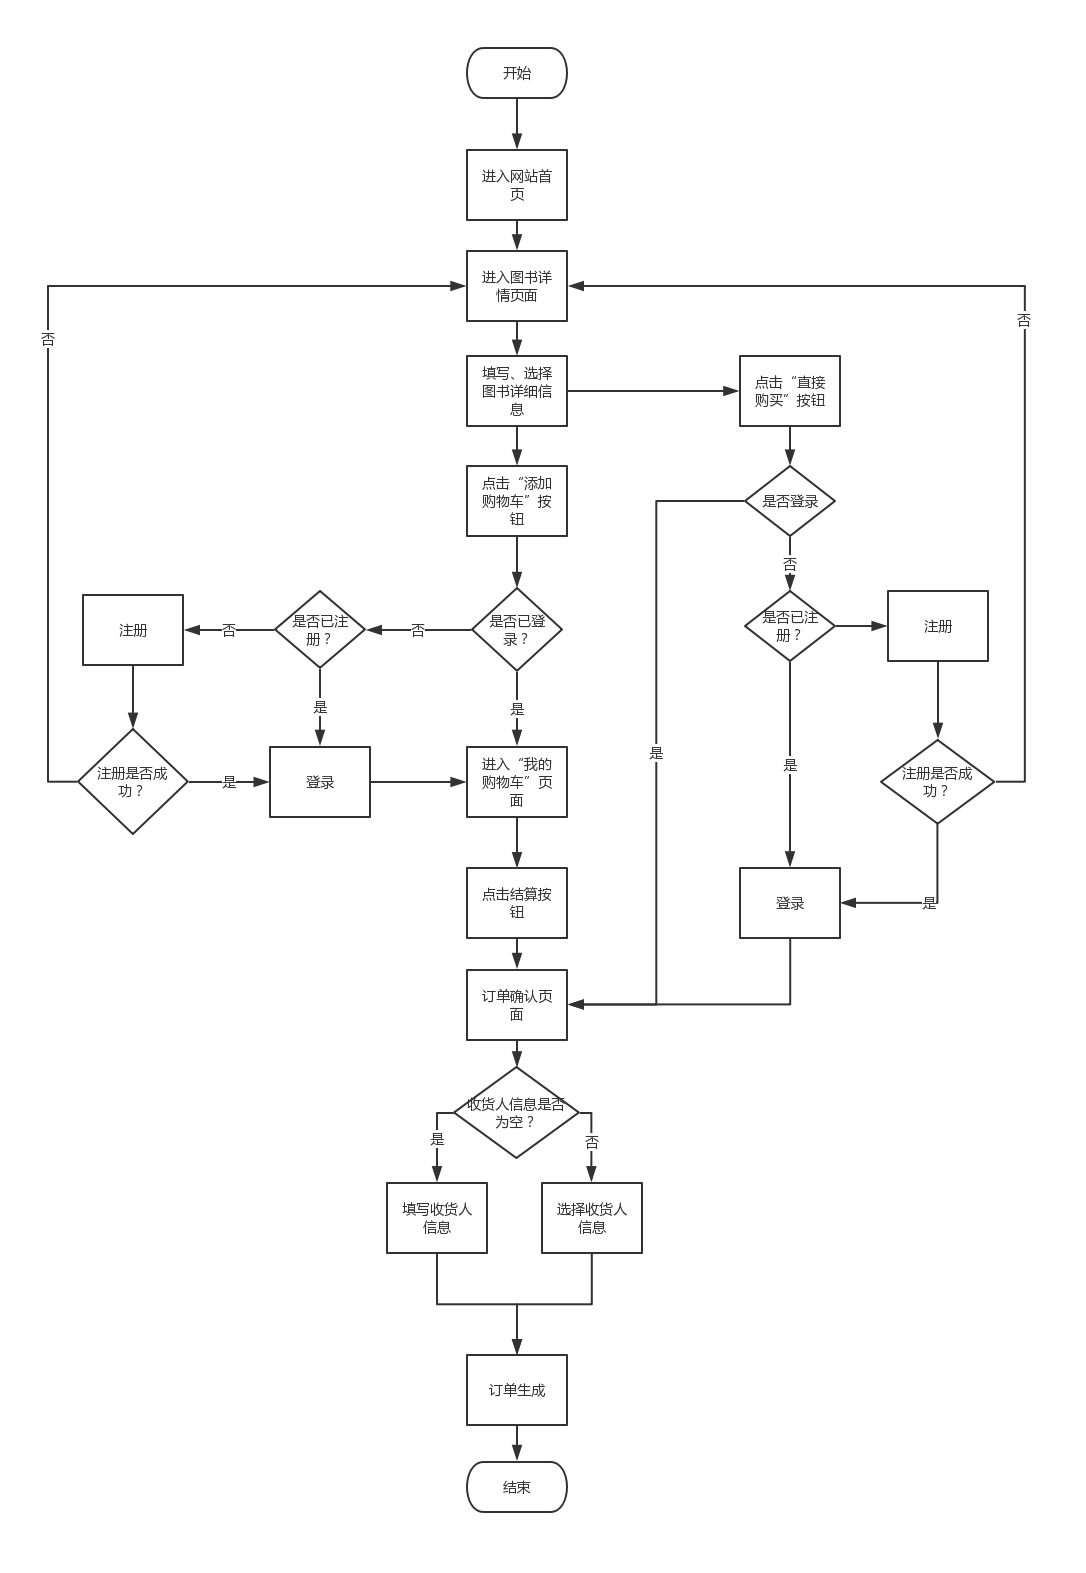 开始
进入网站首
页
进入图书详
情页面
否
否
填写、选择
图书详细信
息
点击“直接
购买”按钮
点击“添加
购物车”按
钮
是否登录
否
注册
否
是否已注
册？
否
是否已登
录？
是否已注
册？
注册
是
是
是
是
注册是否成
功？
是
登录
进入“我的
购物车”页
面
注册是否成
功？
点击结算按
钮
登录
是
订单确认页
面
收货人信息是否
为空？
是
否
填写收货人
信息
选择收货人
信息
订单生成
结束